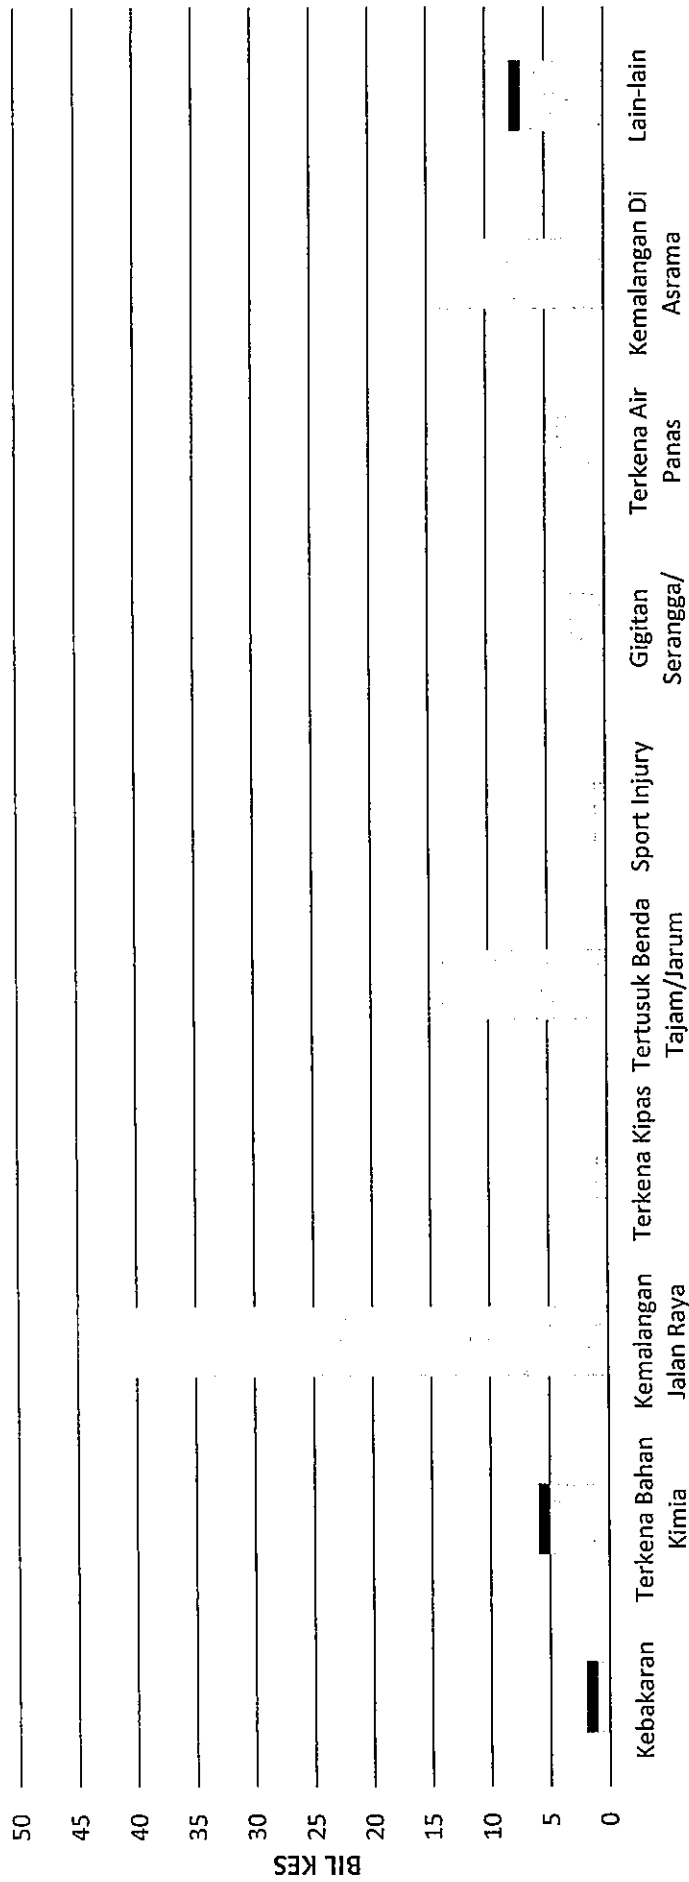 BIL KES
50
45
40
35
30
25
20
15
10
5
0
Kebakaran
Terkena Bahan
Kimia
Kemalangan
Jalan Raya
Terkena Kipas
Tertusuk Benda
Tajam/Jarum
Sport Injury
Gigitan
Serangga/
Terkena Air
Panas
Kemalangan Di
Asrama
Lain-lain